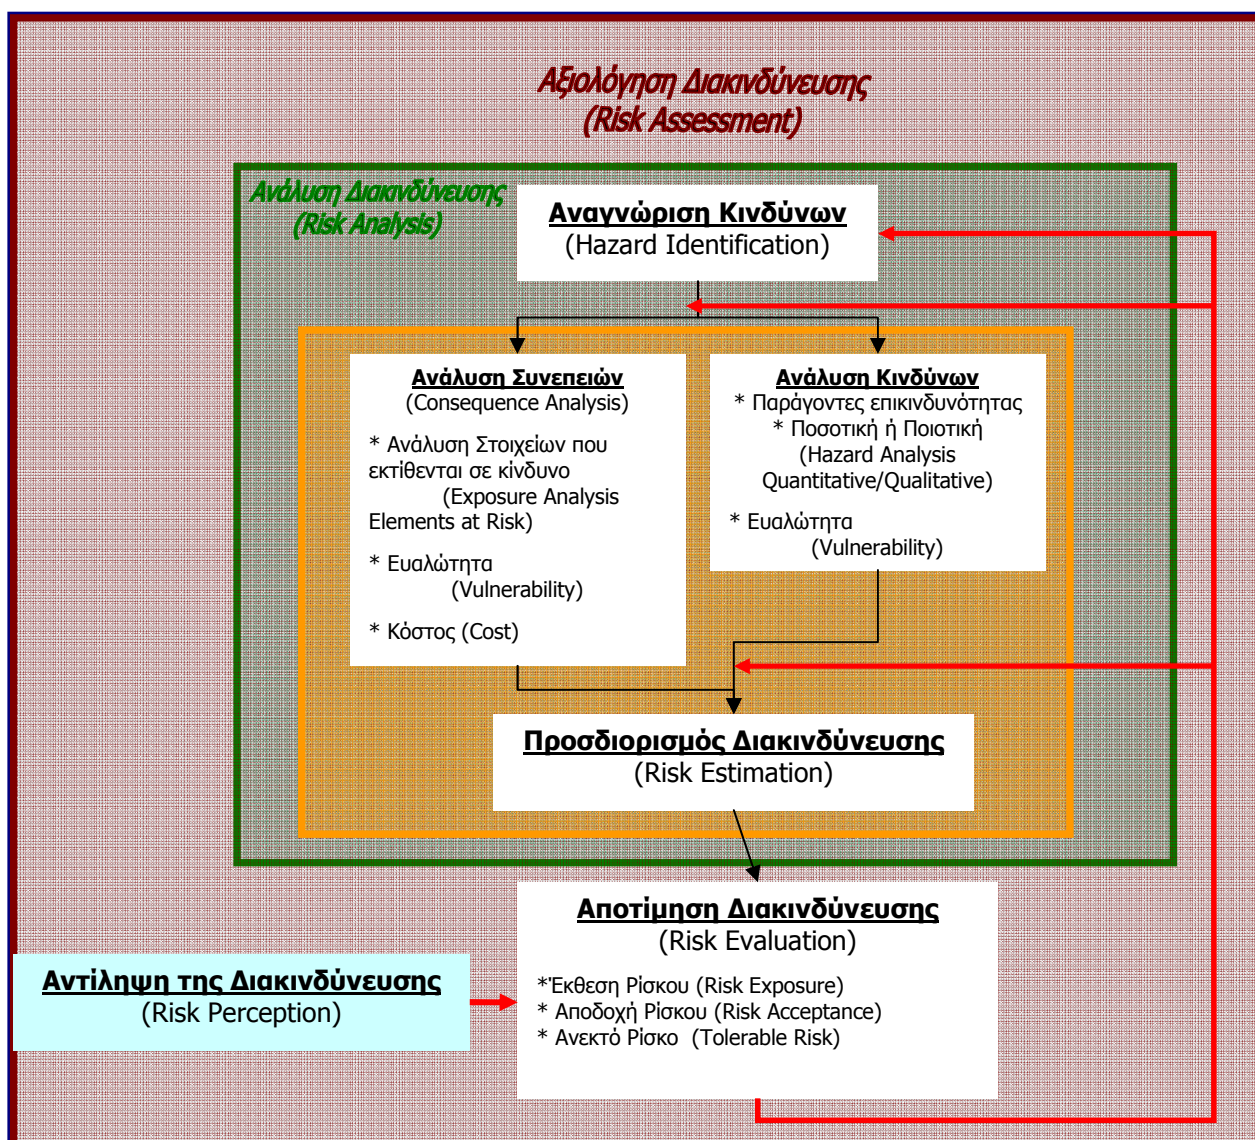 Αξιολόγηση Διακινδύνευσης
(Risk Assessment)
Ανάλυση Διακινδύνευσης
(Risk Analysis)
Αναγνώριση Κινδύνων
(Hazard Identification)
Ανάλυση Συνεπειών
(Consequence Analysis)
* Ανάλυση Στοιχείων που
εκτίθενται σε κίνδυνο
(Exposure Analysis
Elements at Risk)
* Ευαλώτητα
(Vulnerability)
* Κόστος (Cost)
Ανάλυση Κινδύνων
* Παράγοντες επικινδυνότητας
* Ποσοτική ή Ποιοτική
(Hazard Analysis
Quantitative/Qualitative)
* Ευαλώτητα
(Vulnerability)
Προσδιορισμός Διακινδύνευσης
(Risk Estimation)
Αποτίμηση Διακινδύνευσης
(Risk Evaluation)
*Έκθεση Ρίσκου (Risk Exposure)
* Αποδοχή Ρίσκου (Risk Acceptance)
* Ανεκτό Ρίσκο (Tolerable Risk)
Αντίληψη της Διακινδύνευσης
(Risk Perception)